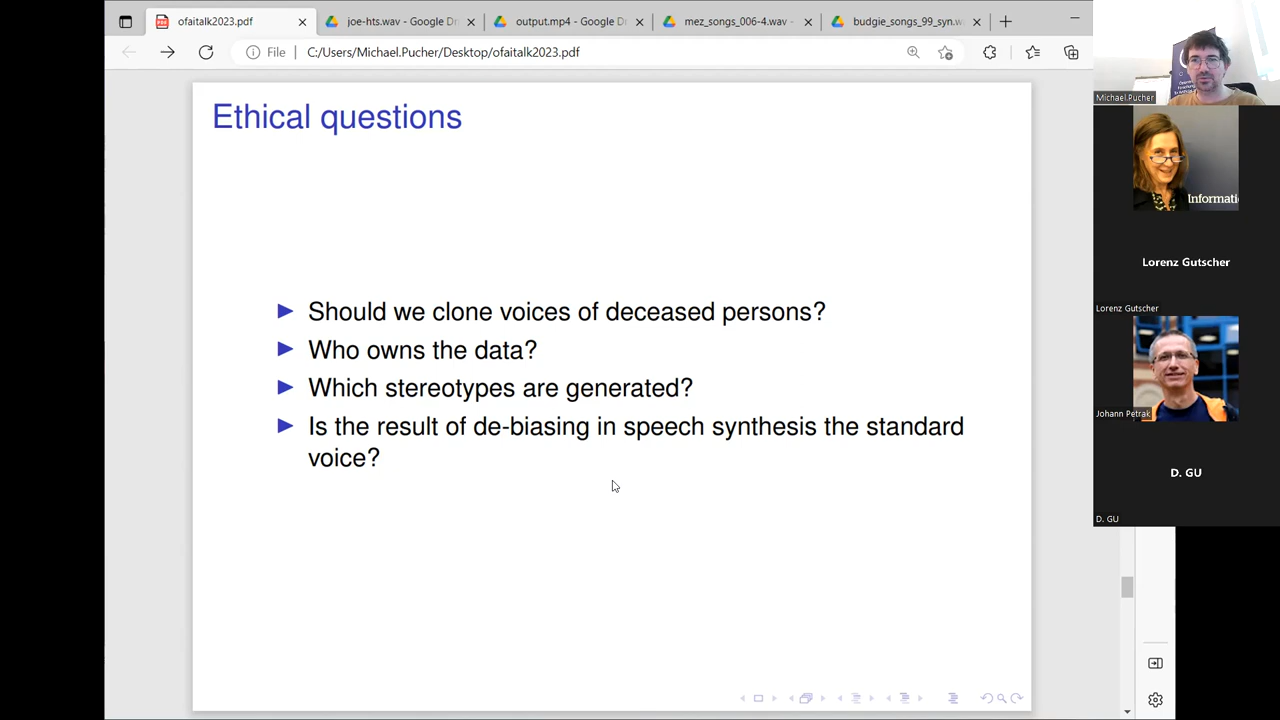 ofaitalk2023.pdf
joe-hts.wav - Google Dr
output.mp4 - Google D
mez_songs_006-4.wav -
budgie_songs_99_syn.w
File
C:/Users/Michael.Pucher/Desktop/ofaitalk2023.pdf
Ethical questions
Should we clone voices of deceased persons?
Who owns the data?
Which stereotypes are generated?
Is the result of de-biasing in speech synthesis the standard
voice?
Michael.Pucher
Informati
Lorenz Gutscher
Lorenz Gutscher
Johann Petrak
D. GU
D. GU